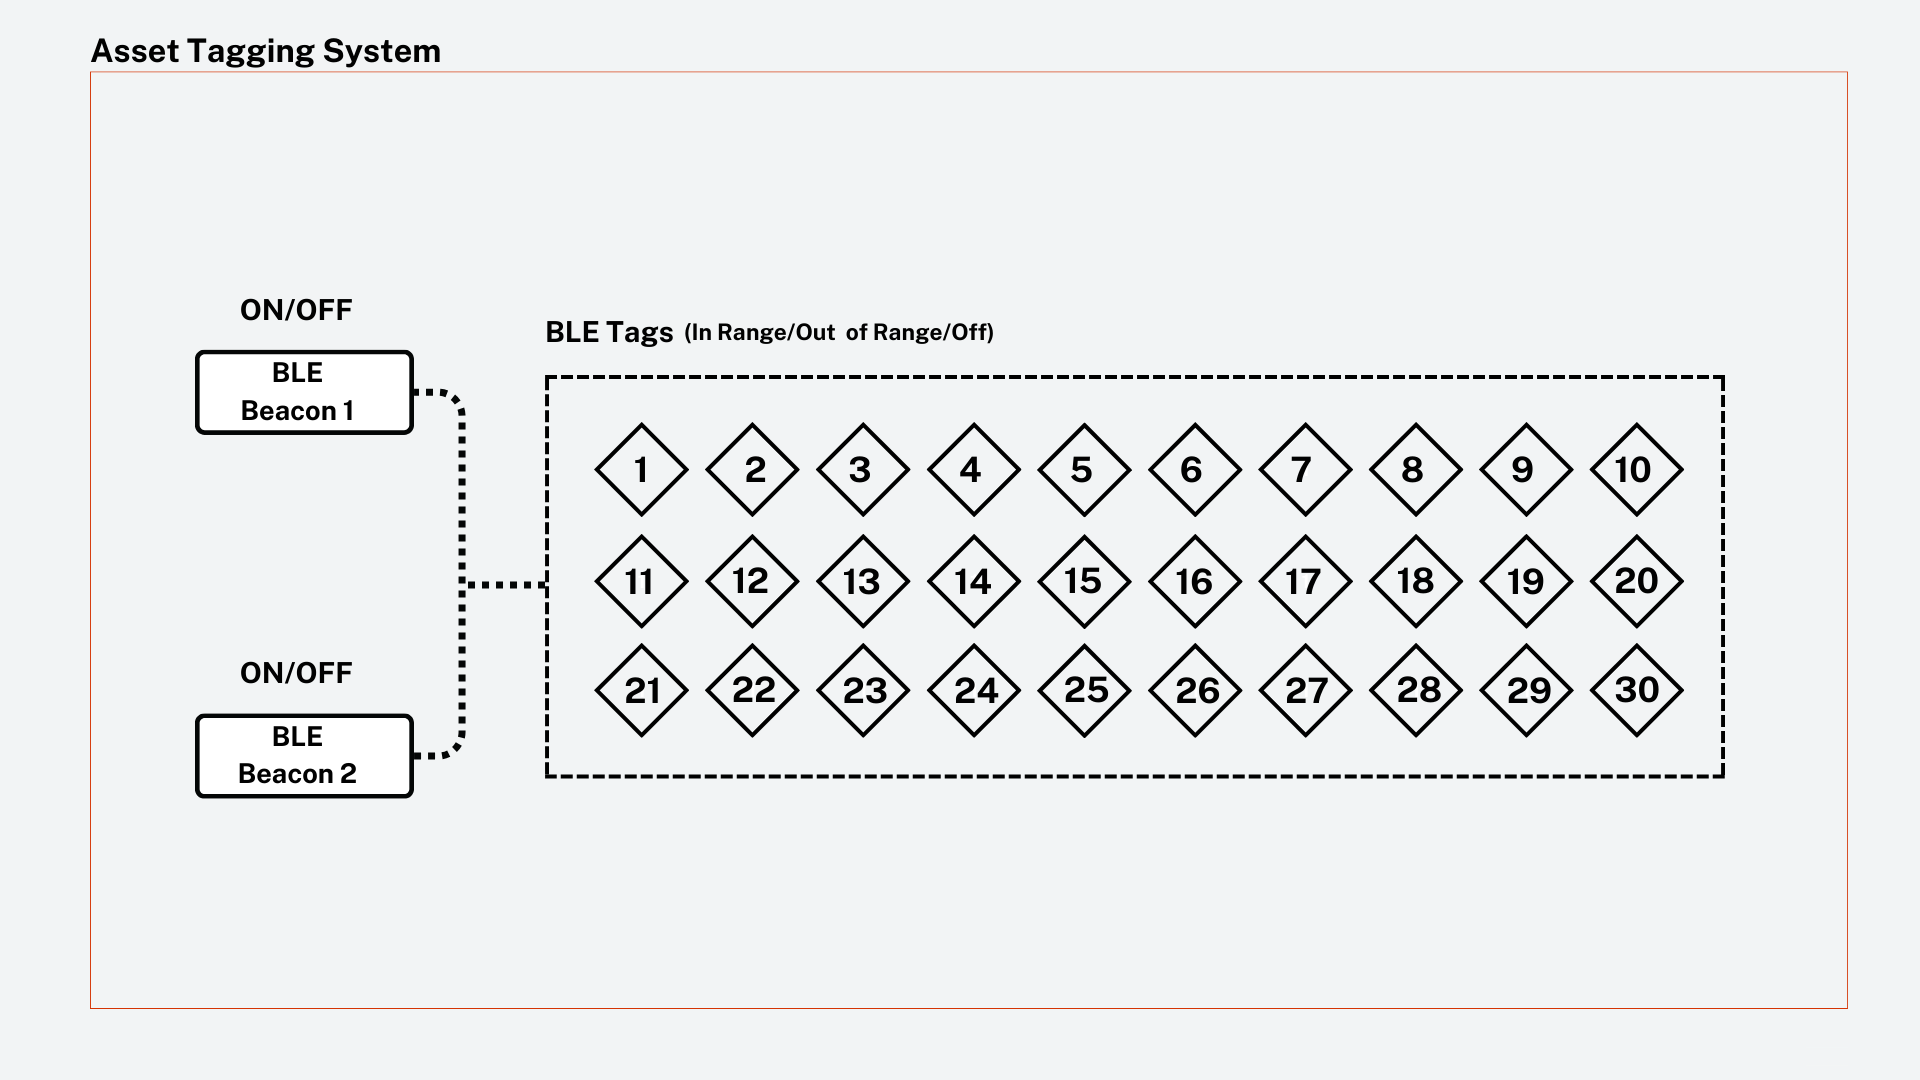 Asset Tagging System
ON/OFF
BLE
Beacon 1
BLE Tags (In Range/Out of Range/Off)
1 2 3 4 5 6 7 8 9 10
11 12 13 14 15 16 17 18 19 20
21 22 23 24 25 26 27 28 29 30
ON/OFF
BLE
Beacon 2